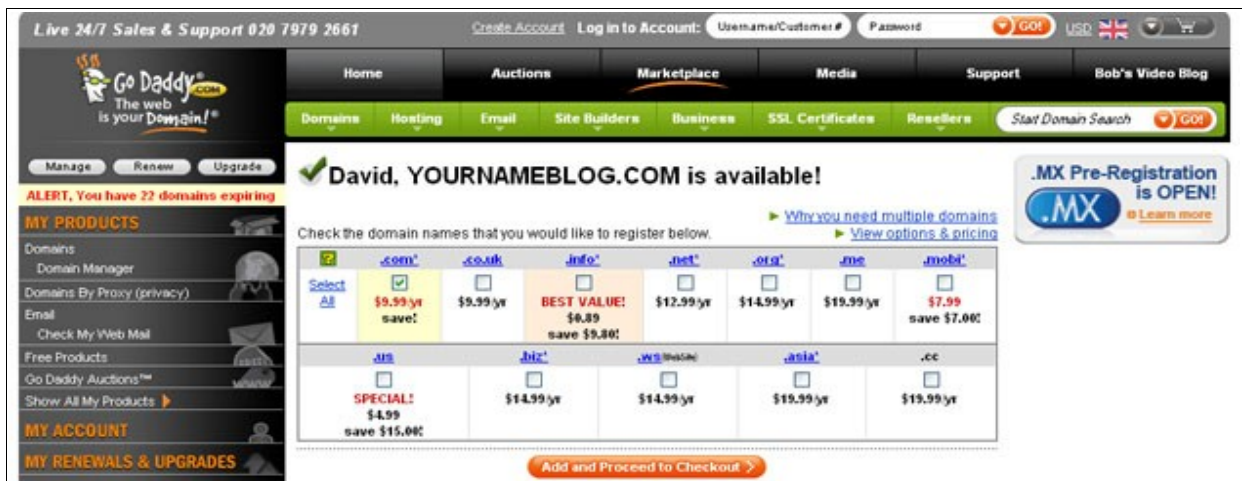 Live 24/7 Sales & Support 020 7979 2661 Create Account Log in to Account: Username/Customer # Password GO! USD
Go Daddy.COM
The web
is your Domain!®
Home Auctions Marketplace Media Support Bob's Video Blog
Domains Hosting Email Site Builders Business SSL Certificates Resellers Start Domain Search GO!
Manage Renew Upgrade
ALERT, You have 22 domains expiring
MY PRODUCTS
Domains
Domain Manager
Domains By Proxy (privacy)
Email
Check My Web Mail
Free Products
Go Daddy Auctions™
Show All My Products
MY ACCOUNT
MY RENEWALS & UPGRADES
David, YOURNAMEBLOG.COM is available!
.MX Pre-Registration
is OPEN!
.MX
Learn more
Why you need multiple domains
Check the domain names that you would like to register below. View options & pricing
? .com* .co.uk .info* .net* .org* .me .mobi*
Select
All
$9.99/yr
save!
$9.99/yr
BEST VALUE!
$0.89
save $9.80!
$12.99/yr
$14.99/yr
$19.99/yr
$7.99
save $7.00!
.us .biz* .ws (WebSite) .asia* .cc
SPECIAL!
$4.99
save $15.00!
$14.99/yr
$14.99/yr
$19.99/yr
$19.99/yr
Add and Proceed to Checkout